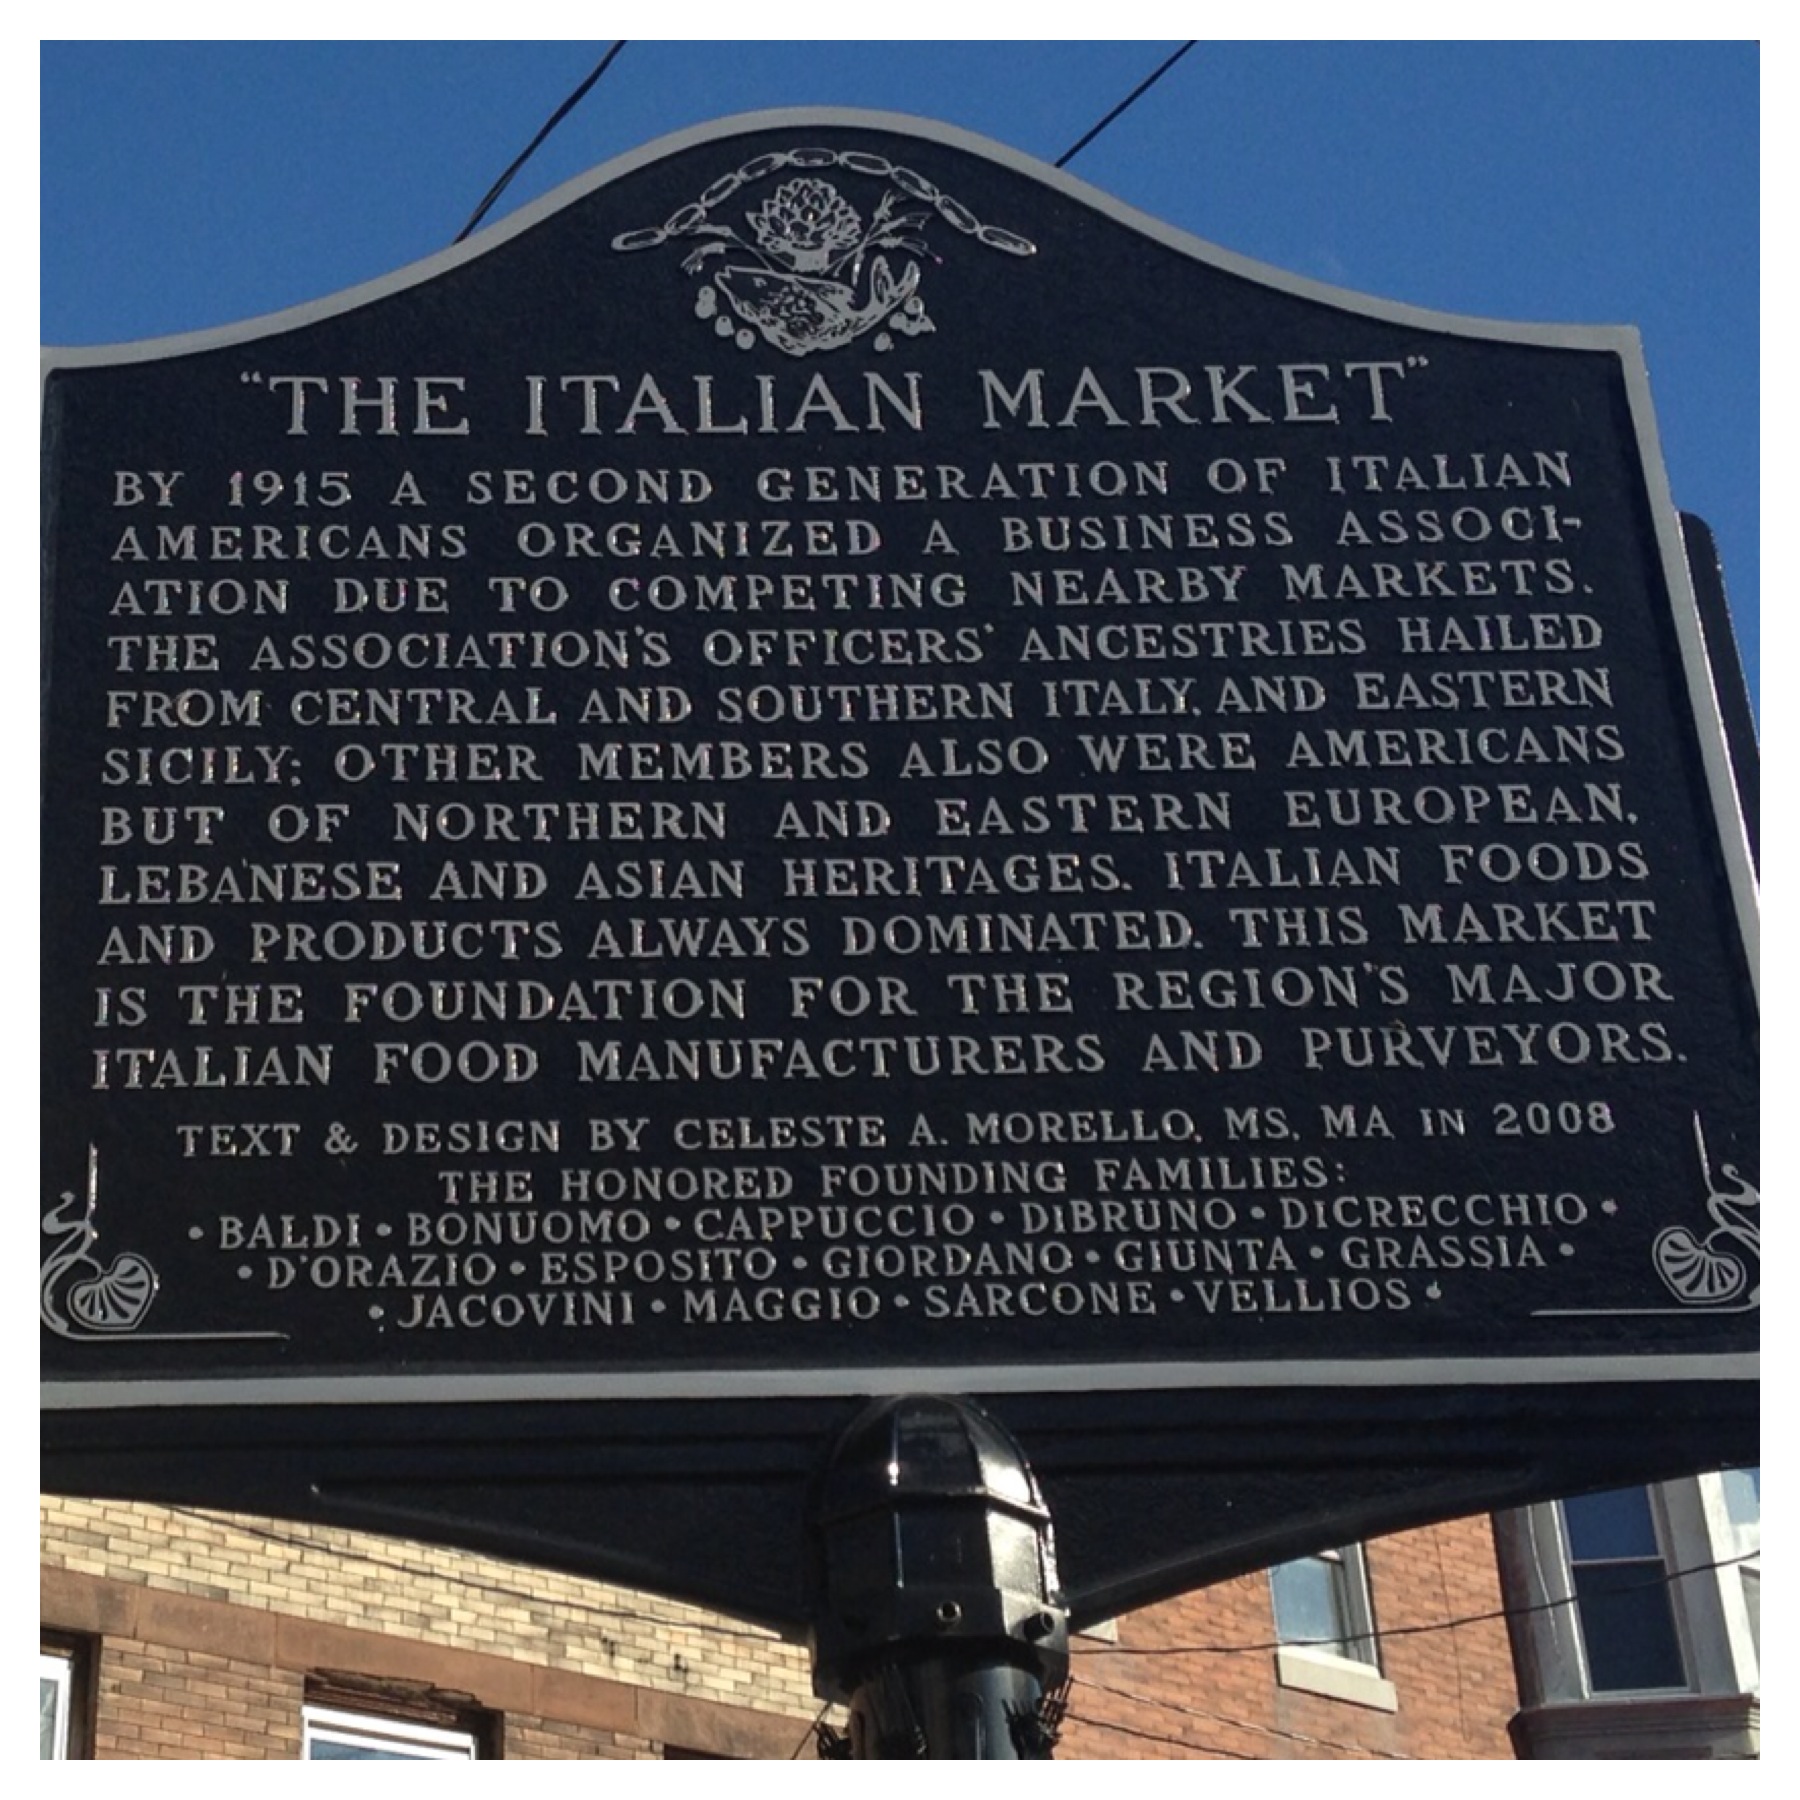 "THE ITALIAN MARKET"
BY 1915 A SECOND GENERATION OF ITALIAN
AMERICANS ORGANIZED A BUSINESS ASSOCI-
ATION DUE TO COMPETING NEARBY MARKETS.
THE ASSOCIATION'S OFFICERS' ANCESTRIES HAILED
FROM CENTRAL AND SOUTHERN ITALY, AND EASTERN
SICILY; OTHER MEMBERS ALSO WERE AMERICANS
BUT OF NORTHERN AND EASTERN EUROPEAN,
LEBANESE AND ASIAN HERITAGES. ITALIAN FOODS
AND PRODUCTS ALWAYS DOMINATED. THIS MARKET
IS THE FOUNDATION FOR THE REGION'S MAJOR
ITALIAN FOOD MANUFACTURERS AND PURVEYORS.
TEXT & DESIGN BY CELESTE A. MORELLO, MS, MA IN 2008
THE HONORED FOUNDING FAMILIES:
• BALDI • BONUOMO • CAPPUCCIO • DiBRUNO • DiCRECCHIO •
• D'ORAZIO • ESPOSITO • GIORDANO • GIUNTA • GRASSIA •
• JACOVINI • MAGGIO • SARCONE • VELLIOS •